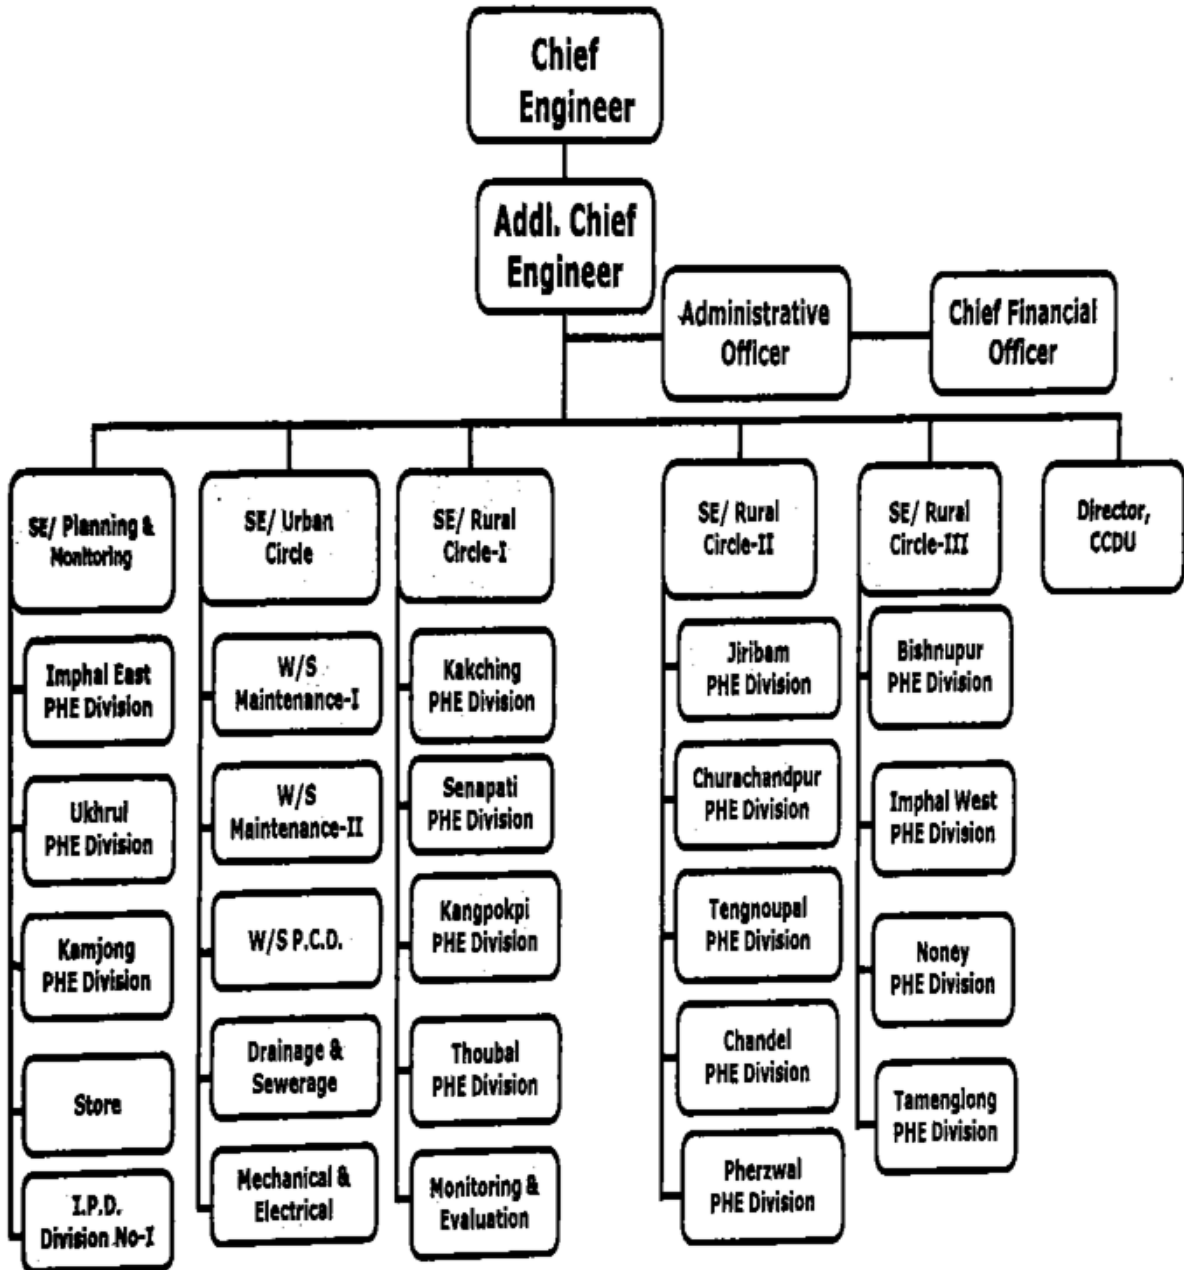 Chief
Engineer
Addl. Chief
Engineer
Administrative
Officer
Chief Financial
Officer
SE/ Planning &
Monitoring
Imphal East
PHE Division
Ukhrul
PHE Division
Kamjong
PHE Division
Store
I.P.D.
Division No-I
SE/ Urban
Circle
W/S
Maintenance-I
W/S
Maintenance-II
W/S P.C.D.
Drainage &
Sewerage
Mechanical &
Electrical
SE/ Rural
Circle-I
Kakching
PHE Division
Senapati
PHE Division
Kangpokpi
PHE Division
Thoubal
PHE Division
Monitoring &
Evaluation
SE/ Rural
Circle-II
Jiribam
PHE Division
Churachandpur
PHE Division
Tengnoupal
PHE Division
Chandel
PHE Division
Pherzwal
PHE Division
SE/ Rural
Circle-III
Bishnupur
PHE Division
Imphal West
PHE Division
Noney
PHE Division
Tamenglong
PHE Division
Director,
CCDU